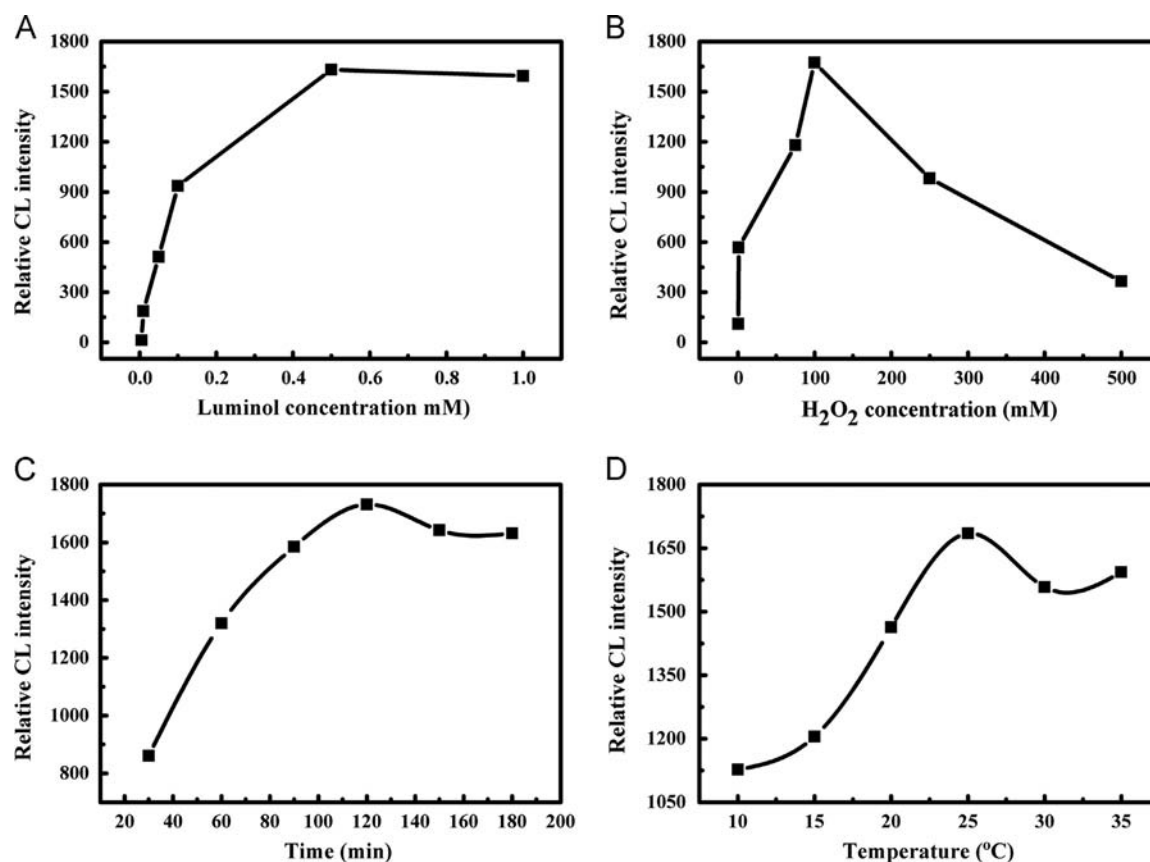 A
B
1800
1500
1200
900
600
300
0
Relative CL intensity
0.0 0.2 0.4 0.6 0.8 1.0
Luminol concentration mM)
1800
1500
1200
900
600
300
0
Relative CL intensity
0 100 200 300 400 500
H₂O₂ concentration (mM)
C
D
1800
1600
1400
1200
1000
800
Relative CL intensity
20 40 60 80 100 120 140 160 180 200
Time (min)
1800
1650
1500
1350
1200
1050
Relative CL intensity
10 15 20 25 30 35
Temperature (ºC)